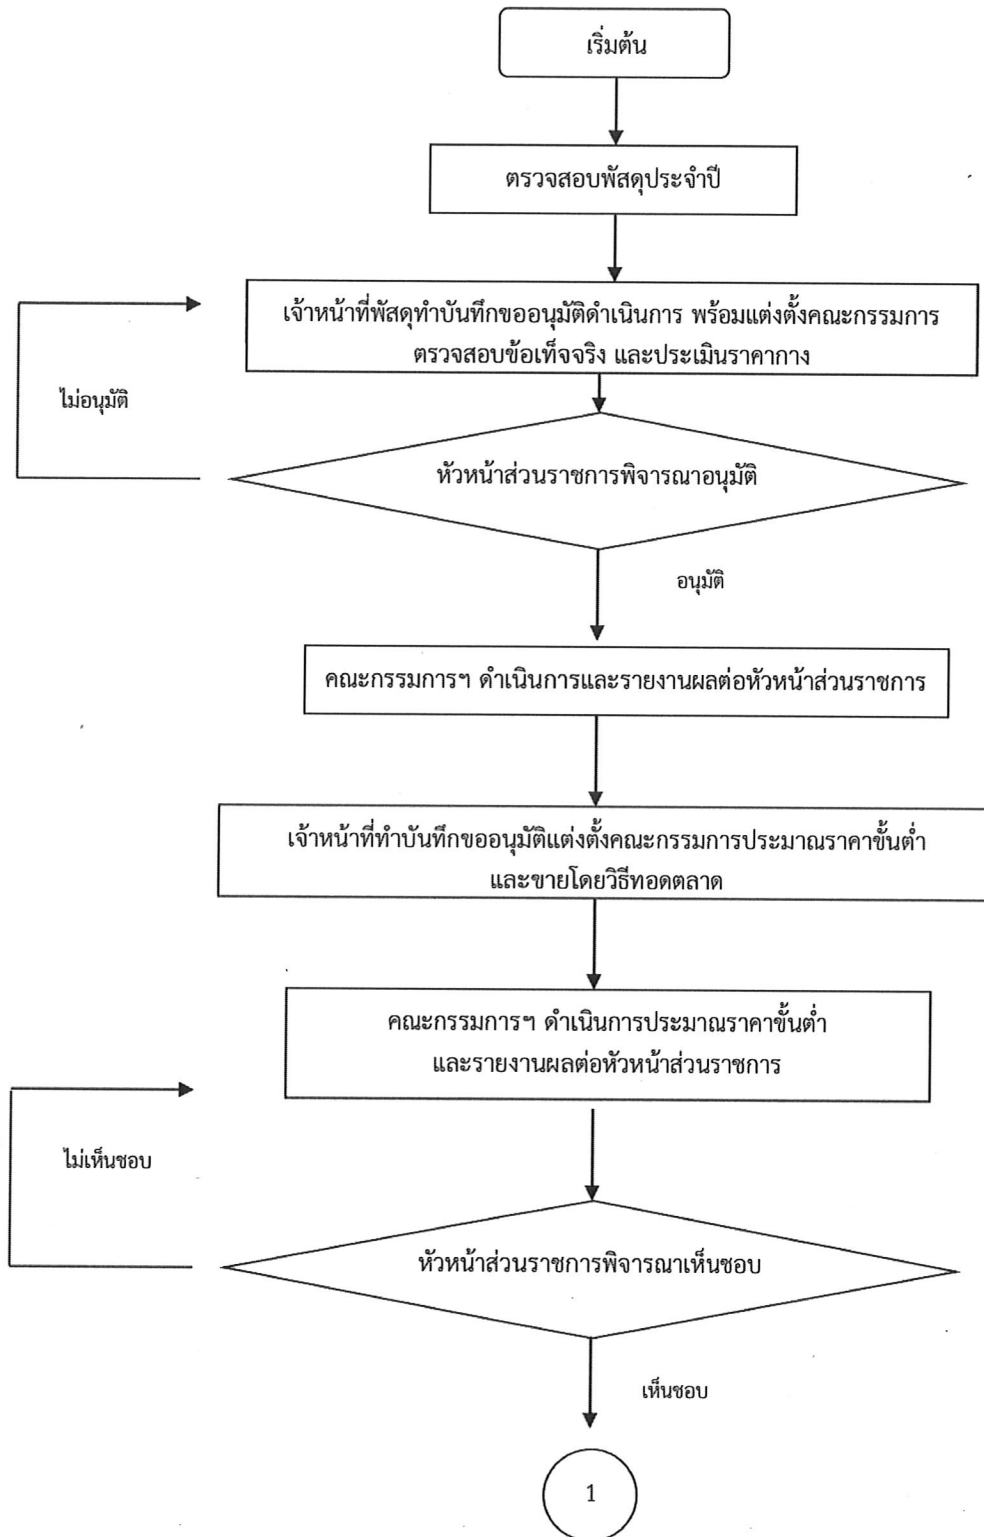 เริ่มต้น
ตรวจสอบพัสดุประจำปี
เจ้าหน้าที่พัสดุทำบันทึกขออนุมัติดำเนินการ พร้อมแต่งตั้งคณะกรรมการ
ตรวจสอบข้อเท็จจริง และประเมินราคากาง
ไม่อนุมัติ
หัวหน้าส่วนราชการพิจารณาอนุมัติ
อนุมัติ
คณะกรรมการฯ ดำเนินการและรายงานผลต่อหัวหน้าส่วนราชการ
เจ้าหน้าที่ทำบันทึกขออนุมัติแต่งตั้งคณะกรรมการประมาณราคาขั้นต่ำ
และขายโดยวิธีทอดตลาด
คณะกรรมการฯ ดำเนินการประมาณราคาขั้นต่ำ
และรายงานผลต่อหัวหน้าส่วนราชการ
ไม่เห็นชอบ
หัวหน้าส่วนราชการพิจารณาเห็นชอบ
เห็นชอบ
1